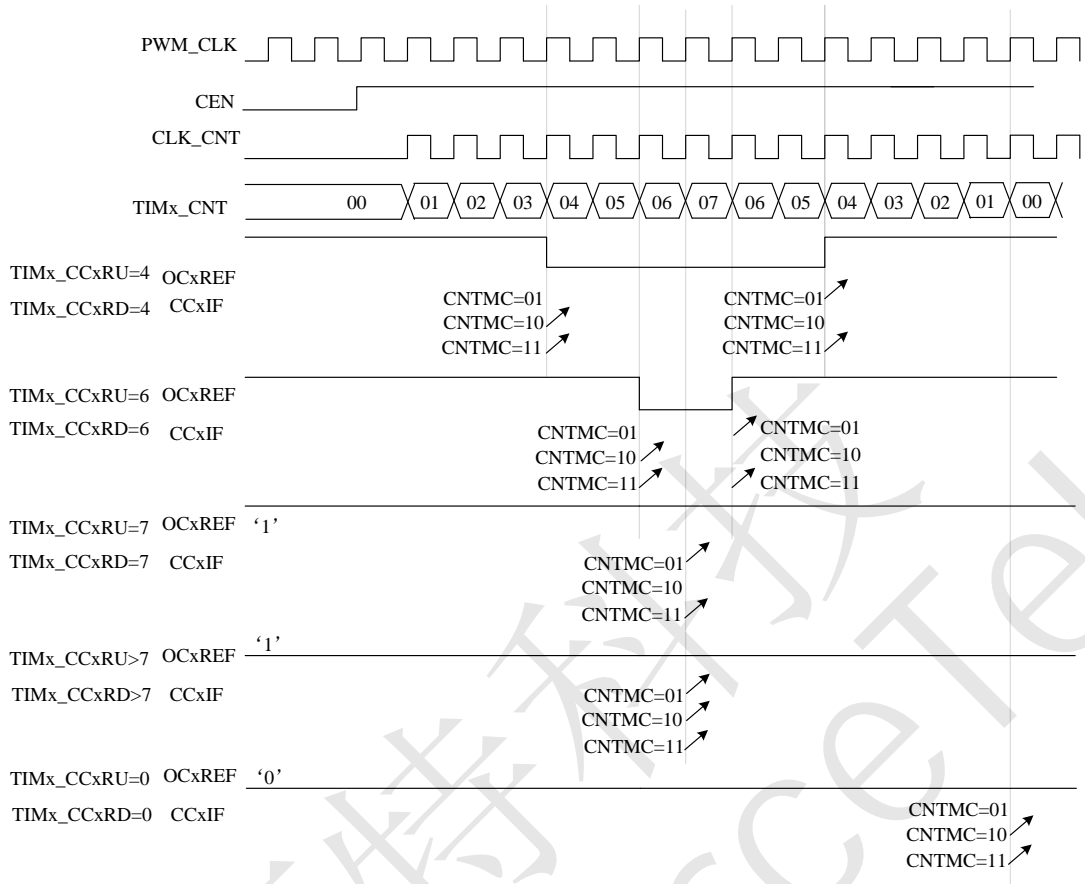 PWM_CLK
CEN
CLK_CNT
TIMx_CNT 00 01 02 03 04 05 06 07 06 05 04 03 02 01 00
TIMx_CCxRU=4 OCxREF
TIMx_CCxRD=4 CCxIF
CNTMC=01 CNTMC=01
CNTMC=10 CNTMC=10
CNTMC=11 CNTMC=11
TIMx_CCxRU=6 OCxREF
TIMx_CCxRD=6 CCxIF
CNTMC=01 CNTMC=01
CNTMC=10 CNTMC=10
CNTMC=11 CNTMC=11
TIMx_CCxRU=7 OCxREF ‘1’
TIMx_CCxRD=7 CCxIF
CNTMC=01
CNTMC=10
CNTMC=11
‘1’
TIMx_CCxRU>7 OCxREF
TIMx_CCxRD>7 CCxIF
CNTMC=01
CNTMC=10
CNTMC=11
TIMx_CCxRU=0 OCxREF ‘0’
TIMx_CCxRD=0 CCxIF
CNTMC=01
CNTMC=10
CNTMC=11
特科技